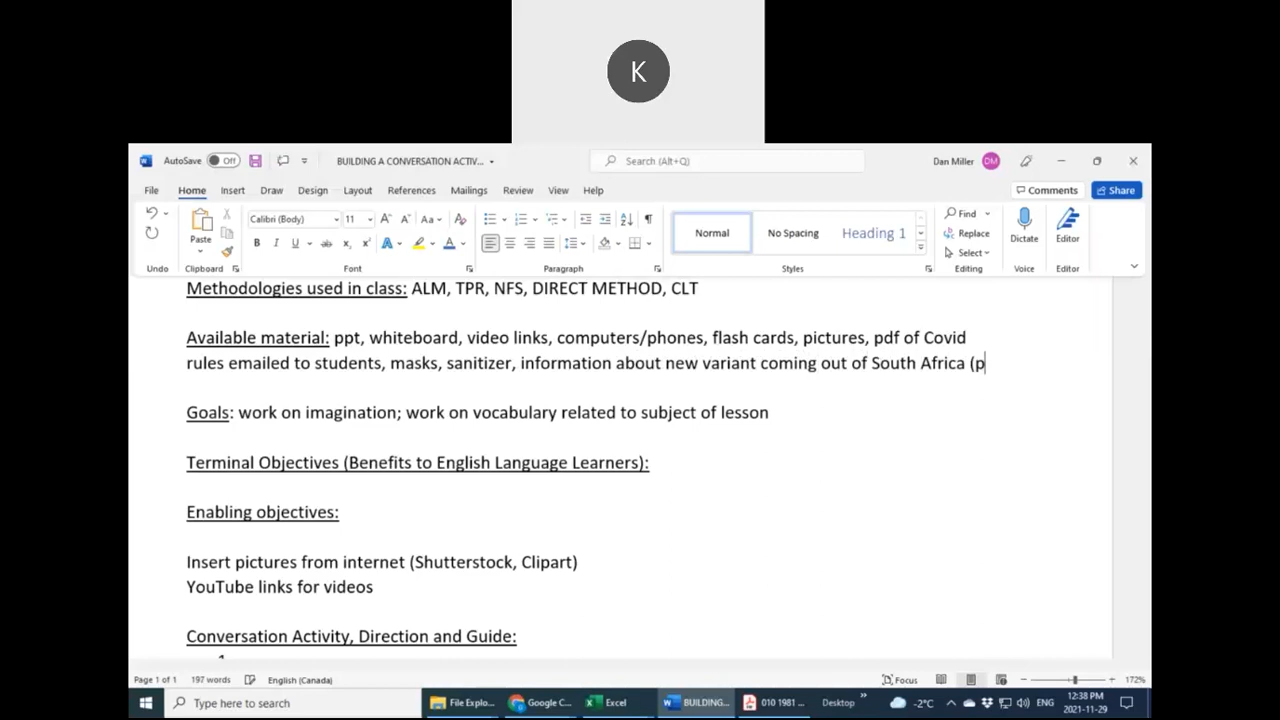 K
AutoSave Off BUILDING A CONVERSATION ACTIV... Search (Alt+Q) Dan Miller DM
File Home Insert Draw Design Layout References Mailings Review View Help Comments Share
Calibri (Body) 11 Aa Find
Paste B I U ab x₂ x² A A Normal No Spacing Heading 1 Replace Dictate Editor
Select
Undo Clipboard Font Paragraph Styles Editing Voice Editor
Methodologies used in class: ALM, TPR, NFS, DIRECT METHOD, CLT
Available material: ppt, whiteboard, video links, computers/phones, flash cards, pictures, pdf of Covid
rules emailed to students, masks, sanitizer, information about new variant coming out of South Africa (p
Goals: work on imagination; work on vocabulary related to subject of lesson
Terminal Objectives (Benefits to English Language Learners):
Enabling objectives:
Insert pictures from internet (Shutterstock, Clipart)
YouTube links for videos
Conversation Activity, Direction and Guide:
Page 1 of 1 197 words English (Canada) Focus 172%
Type here to search File Explo... Google C... Excel BUILDING... 010 1981 ... Desktop -2°C ENG 12:38 PM
2021-11-29